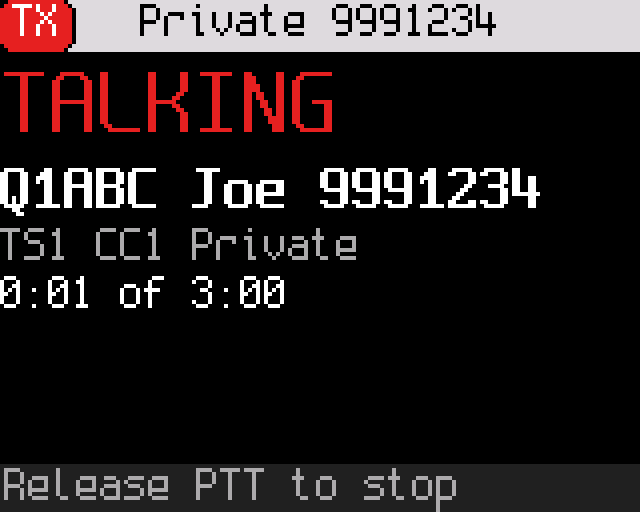 TX Private 9991234
TALKING
Q1ABC Joe 9991234
TS1 CC1 Private
0:01 of 3:00
Release PTT to stop